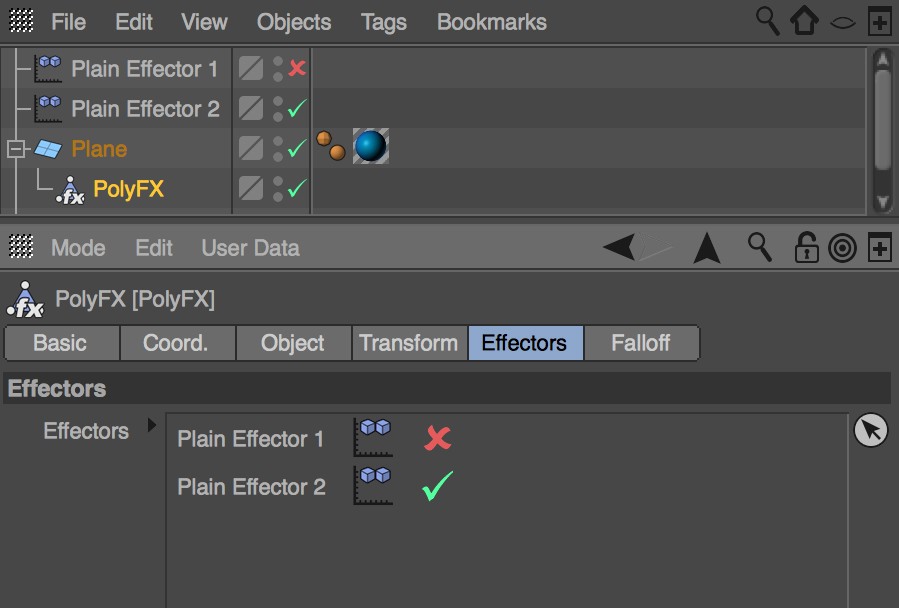 File Edit View Objects Tags Bookmarks
Plain Effector 1
Plain Effector 2
Plane
PolyFX
Mode Edit User Data
PolyFX [PolyFX]
Basic Coord. Object Transform Effectors Falloff
Effectors
Effectors Plain Effector 1
Plain Effector 2